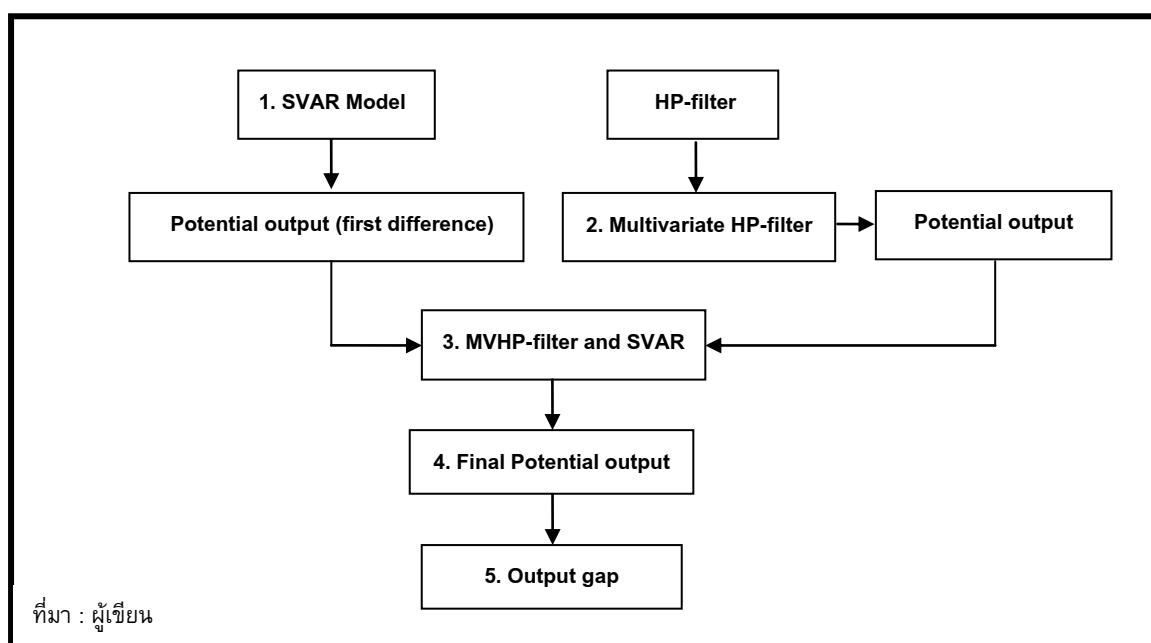 1. SVAR Model
HP-filter
Potential output (first difference)
2. Multivariate HP-filter
Potential output
3. MVHP-filter and SVAR
4. Final Potential output
5. Output gap
ที่มา : ผู้เขียน